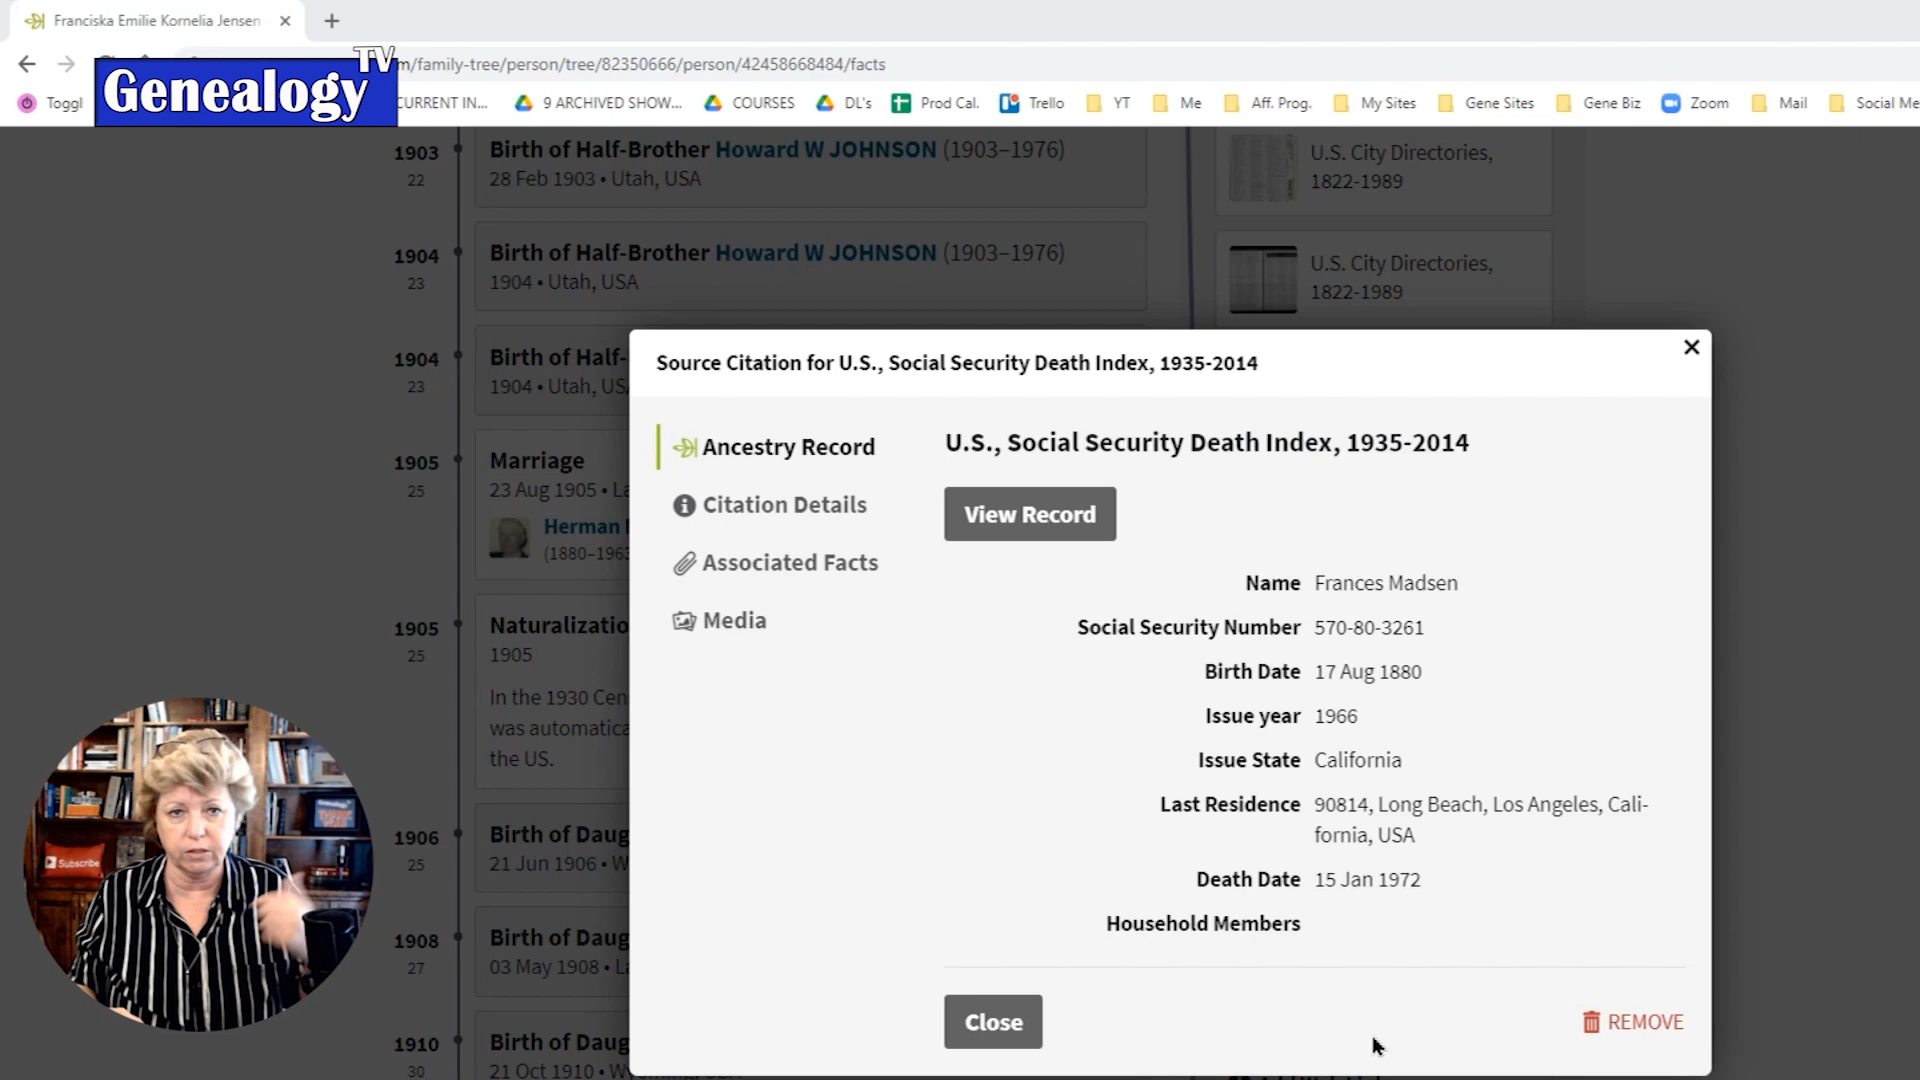 Franciska Emilie Kornelia Jensen
TV
Genealogy
m/family-tree/person/tree/82350666/person/42458668484/facts
Toggl
CURRENT IN...
9 ARCHIVED SHOW...
COURSES
DL's
Prod Cal.
Trello
YT
Me
Aff. Prog.
My Sites
Gene Sites
Gene Biz
Zoom
Mail
Social Me
1903
22
Birth of Half-Brother Howard W JOHNSON (1903–1976)
28 Feb 1903 • Utah, USA
U.S. City Directories,
1822-1989
1904
23
Birth of Half-Brother Howard W JOHNSON (1903–1976)
1904 • Utah, USA
U.S. City Directories,
1822-1989
1904
23
Birth of Half-
1904 • Utah, US
1905
25
Marriage
23 Aug 1905 • L
Herman
(1880–1963
1905
25
Naturalizatio
1905
In the 1930 Cen
was automatica
the US.
1906
25
Birth of Daug
21 Jun 1906 • W
1908
27
Birth of Daug
03 May 1908 • L
1910
30
Birth of Daug
21 Oct 1910 • Wyoming, USA
Source Citation for U.S., Social Security Death Index, 1935-2014
Ancestry Record
Citation Details
Associated Facts
Media
U.S., Social Security Death Index, 1935-2014
View Record
Name Frances Madsen
Social Security Number 570-80-3261
Birth Date 17 Aug 1880
Issue year 1966
Issue State California
Last Residence 90814, Long Beach, Los Angeles, Cali-
fornia, USA
Death Date 15 Jan 1972
Household Members
Close
REMOVE
Subscribe